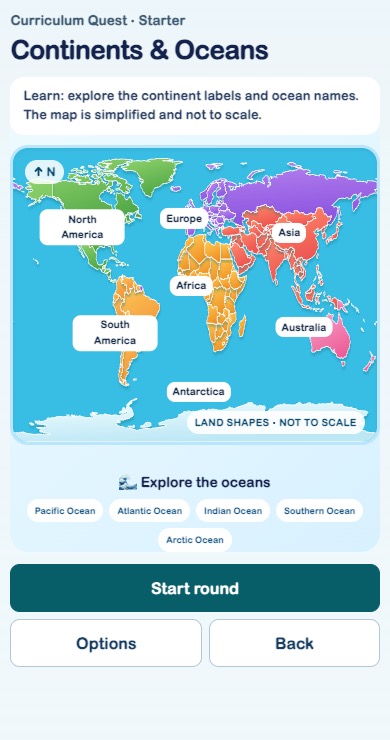 Curriculum Quest · Starter
Continents & Oceans
Learn: explore the continent labels and ocean names.
The map is simplified and not to scale.
↑ N
North
America
Europe
Asia
Africa
South
America
Australia
Antarctica
LAND SHAPES • NOT TO SCALE
🌊 Explore the oceans
Pacific Ocean
Atlantic Ocean
Indian Ocean
Southern Ocean
Arctic Ocean
Start round
Options
Back